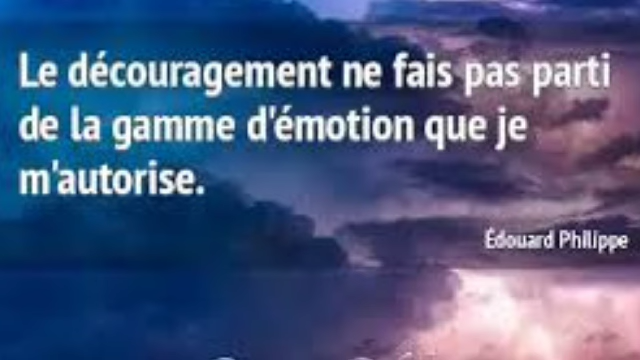 Le découragement ne fais pas parti
de la gamme d'émotion que je
m'autorise.
Édouard Philippe